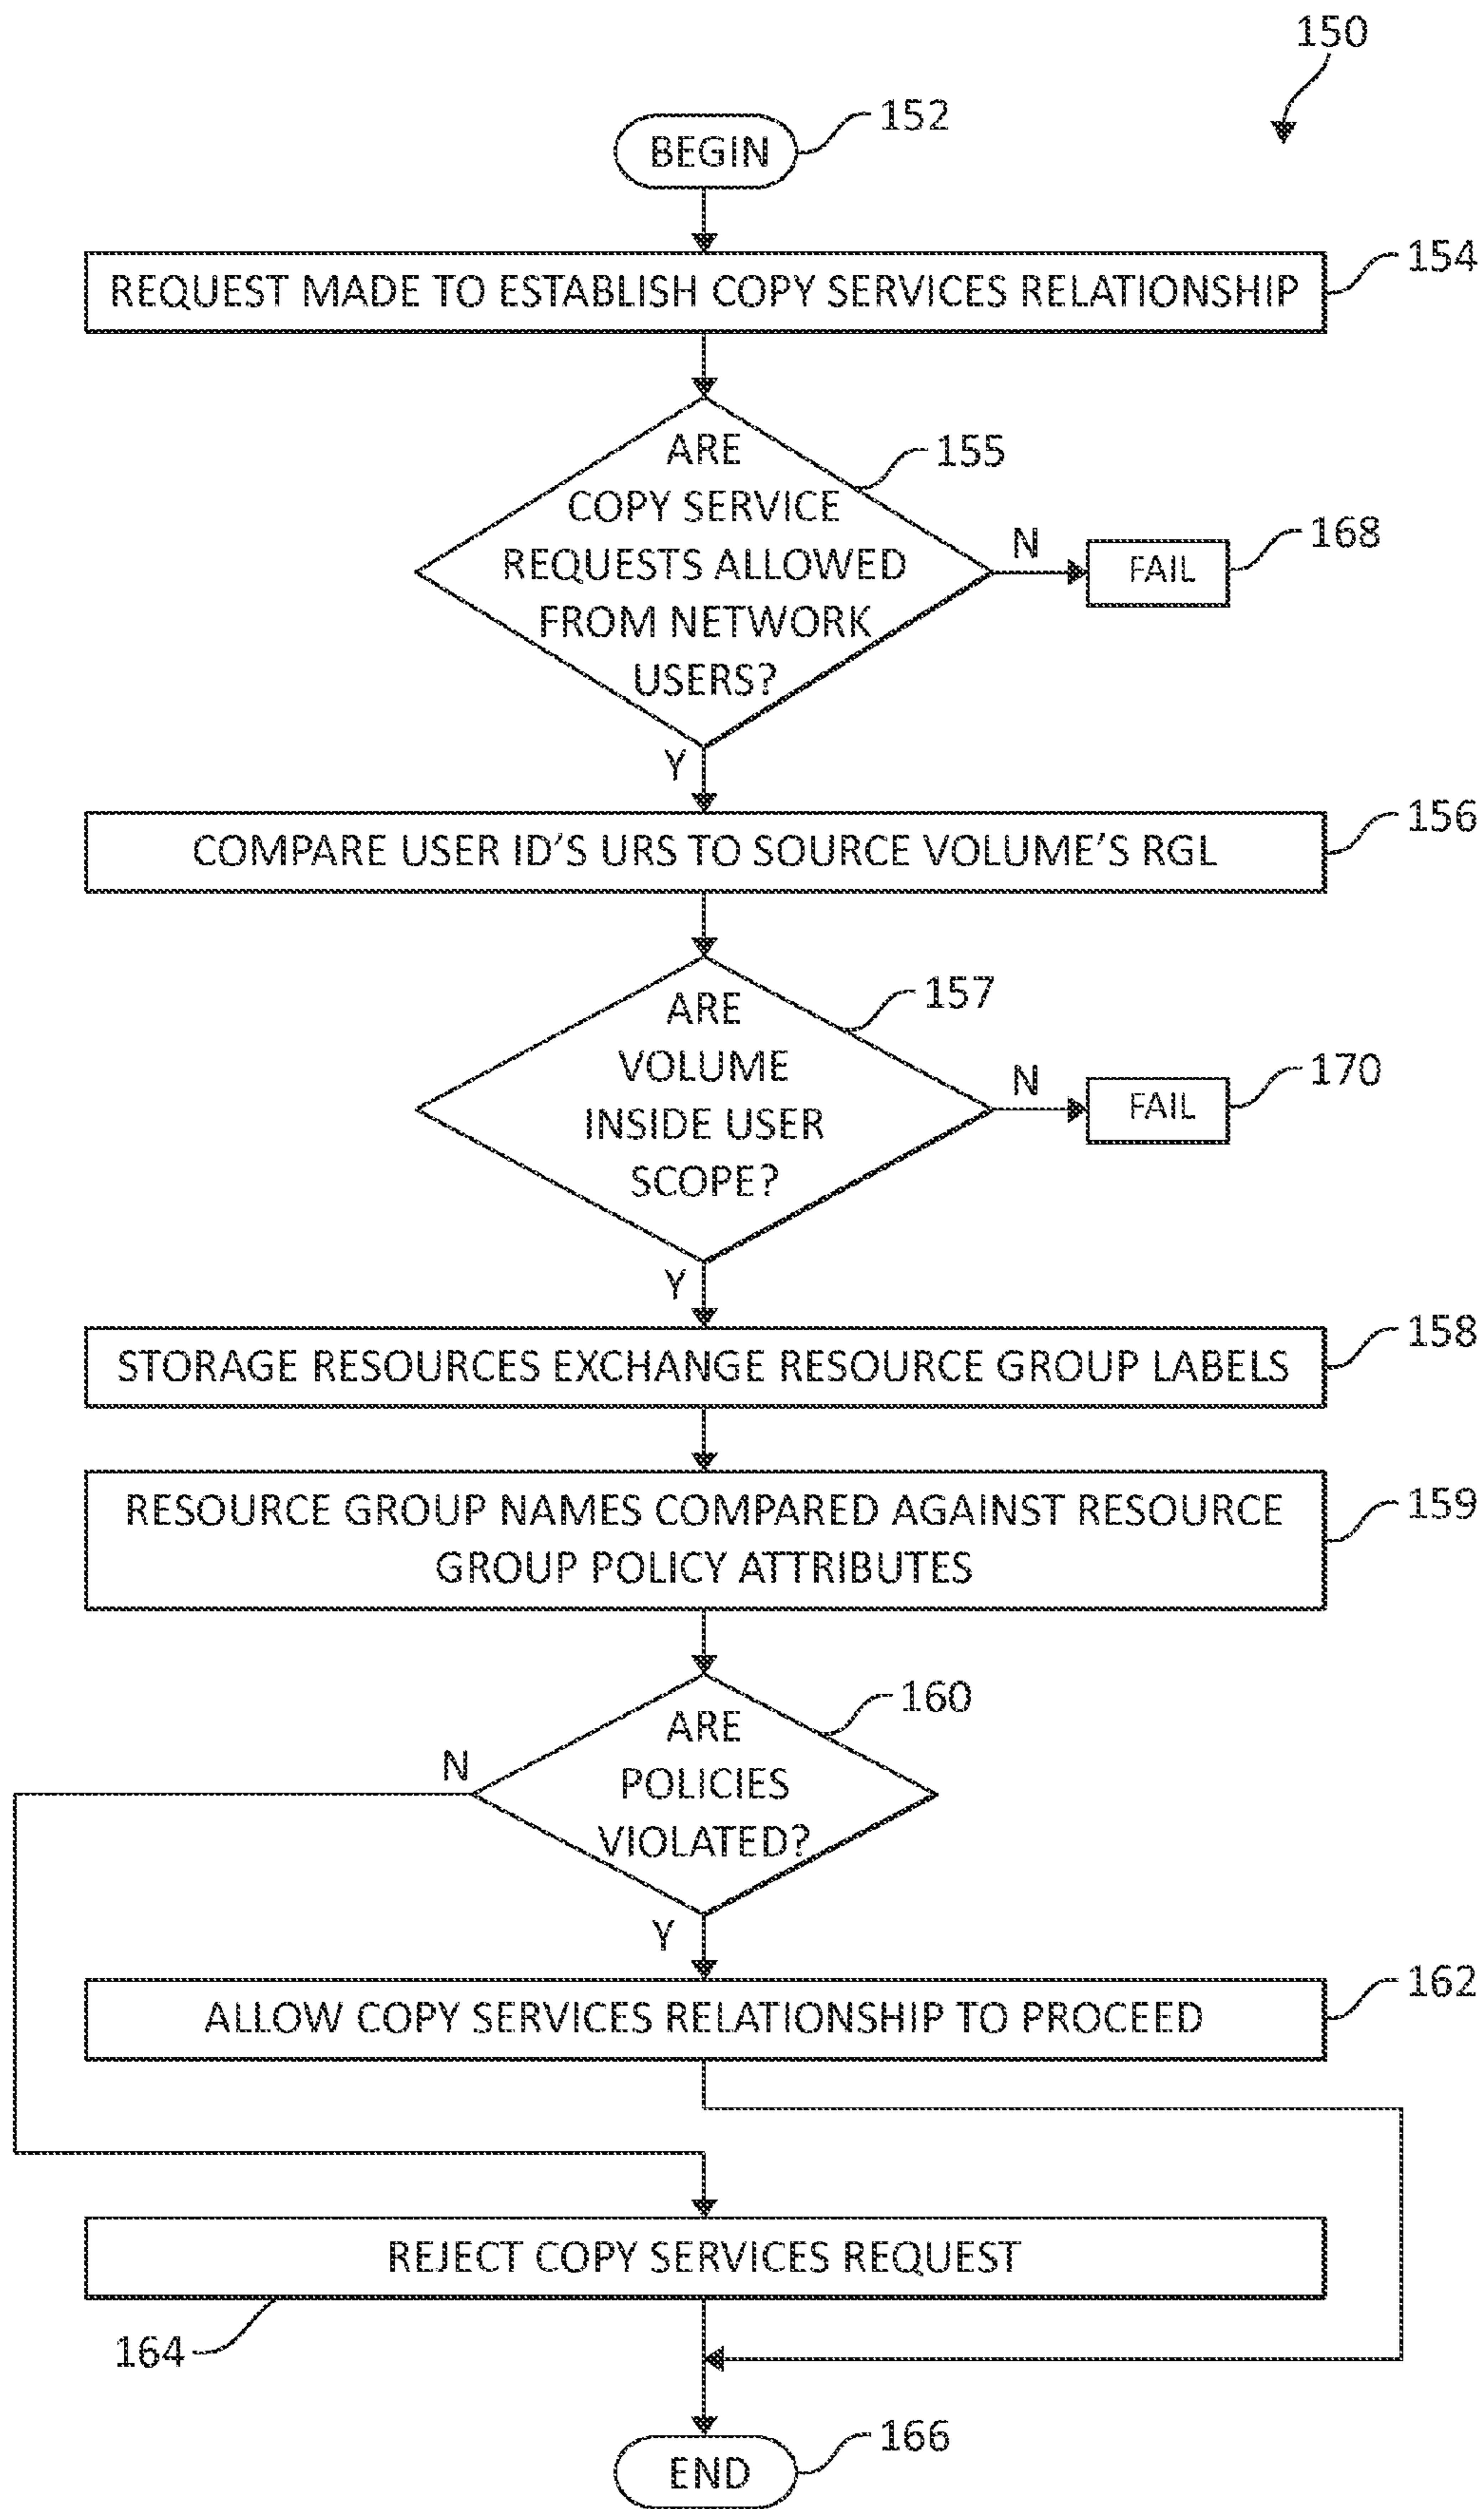 150
BEGIN
152
REQUEST MADE TO ESTABLISH COPY SERVICES RELATIONSHIP
154
ARE
COPY SERVICE
REQUESTS ALLOWED
FROM NETWORK
USERS?
155
N
FAIL
168
Y
COMPARE USER ID'S URS TO SOURCE VOLUME'S RGL
156
ARE
VOLUME
INSIDE USER
SCOPE?
157
N
FAIL
170
Y
STORAGE RESOURCES EXCHANGE RESOURCE GROUP LABELS
158
RESOURCE GROUP NAMES COMPARED AGAINST RESOURCE
GROUP POLICY ATTRIBUTES
159
ARE
POLICIES
VIOLATED?
160
N
Y
ALLOW COPY SERVICES RELATIONSHIP TO PROCEED
162
REJECT COPY SERVICES REQUEST
164
END
166